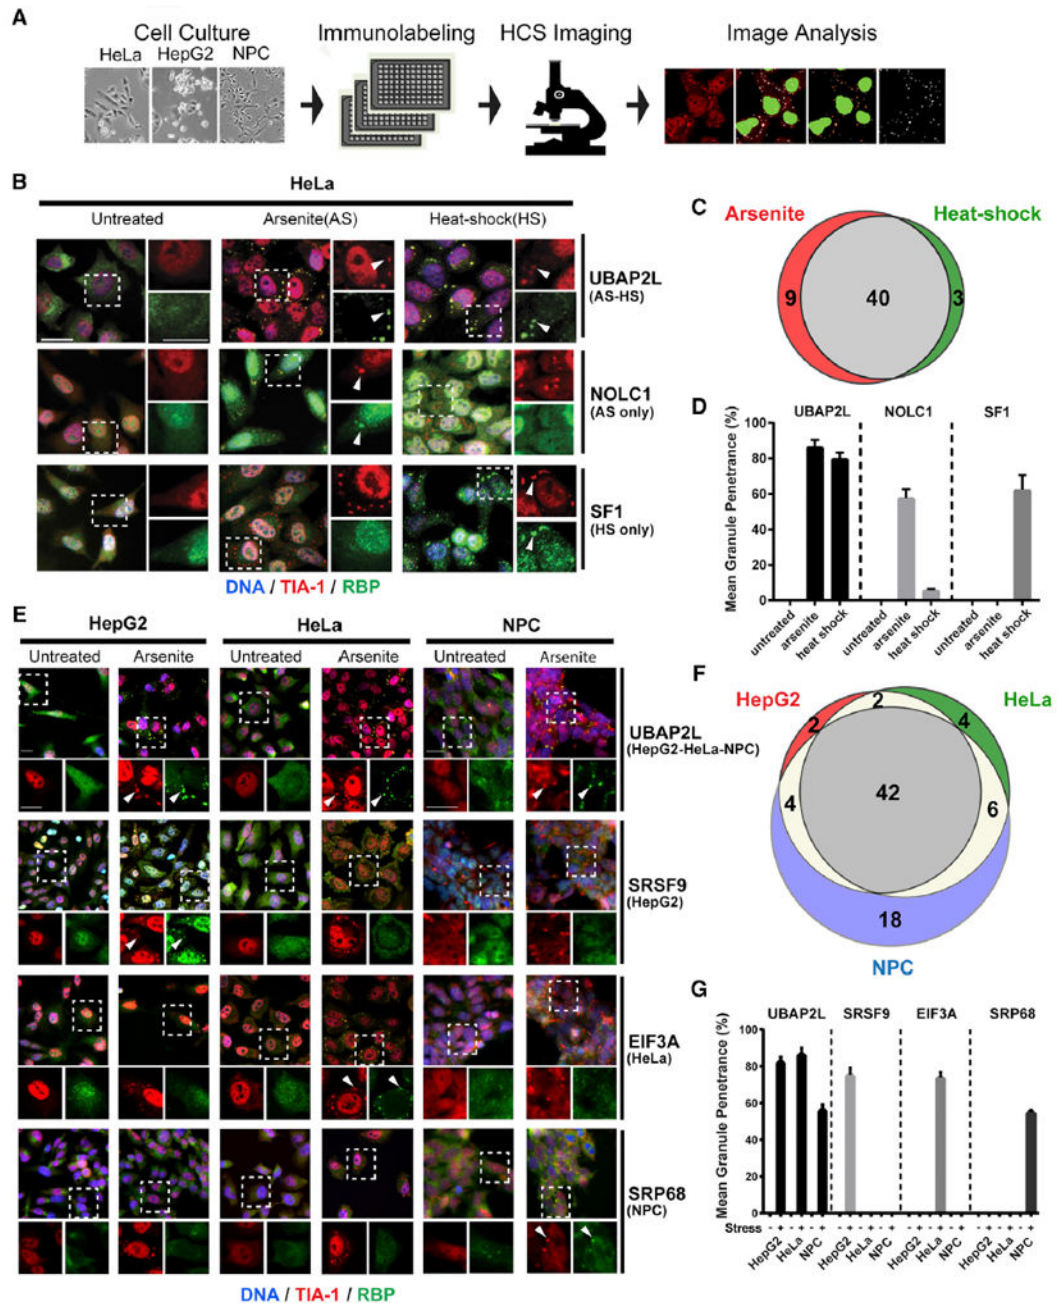 A
Cell Culture
HeLa HepG2 NPC
Immunolabeling
HCS Imaging
Image Analysis
B
HeLa
Untreated
Arsenite(AS)
Heat-shock(HS)
UBAP2L
(AS-HS)
NOLC1
(AS only)
SF1
(HS only)
DNA / TIA-1 / RBP
C
Arsenite
Heat-shock
9
40
3
D
UBAP2L
NOLC1
SF1
Mean Granule Penetrance (%)
100
80
60
40
20
0
untreated
arsenite
heat shock
untreated
arsenite
heat shock
untreated
arsenite
heat shock
E
HepG2
HeLa
NPC
Untreated
Arsenite
Untreated
Arsenite
Untreated
Arsenite
UBAP2L
(HepG2-HeLa-NPC)
SRSF9
(HepG2)
EIF3A
(HeLa)
SRP68
(NPC)
DNA / TIA-1 / RBP
F
HepG2
HeLa
2
2
4
4
42
6
18
NPC
G
UBAP2L
SRSF9
EIF3A
SRP68
Mean Granule Penetrance (%)
100
80
60
40
20
0
Stress - + - + - + - + - + - + - + - + - + - + - + - +
HepG2
HeLa
NPC
HepG2
HeLa
NPC
HepG2
HeLa
NPC
HepG2
HeLa
NPC